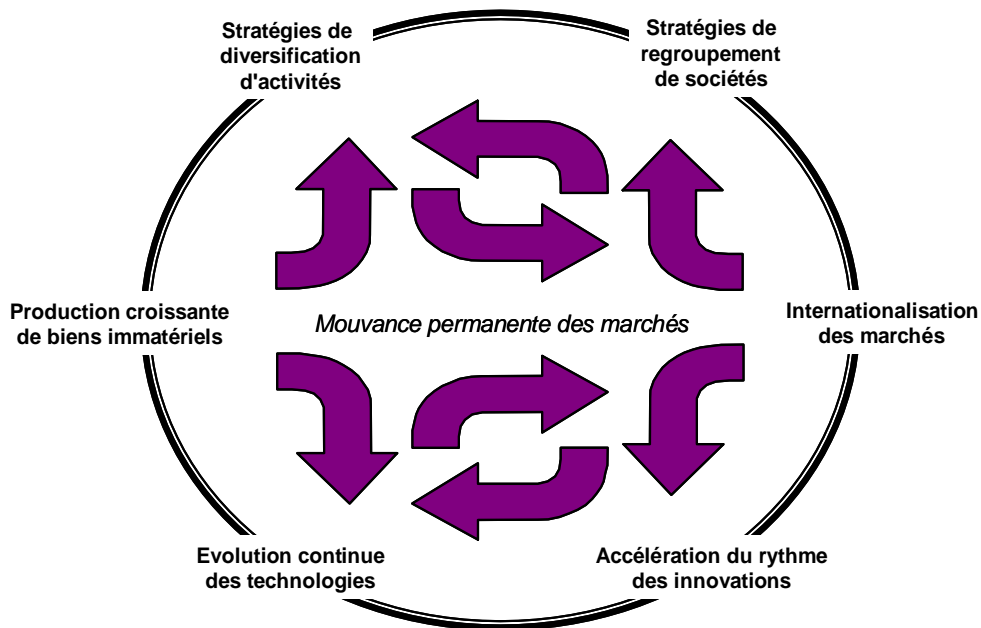 Stratégies de
diversification
d'activités
Stratégies de
regroupement
de sociétés
Production croissante
de biens immatériels
Mouvance permanente des marchés
Internationalisation
des marchés
Evolution continue
des technologies
Accélération du rythme
des innovations